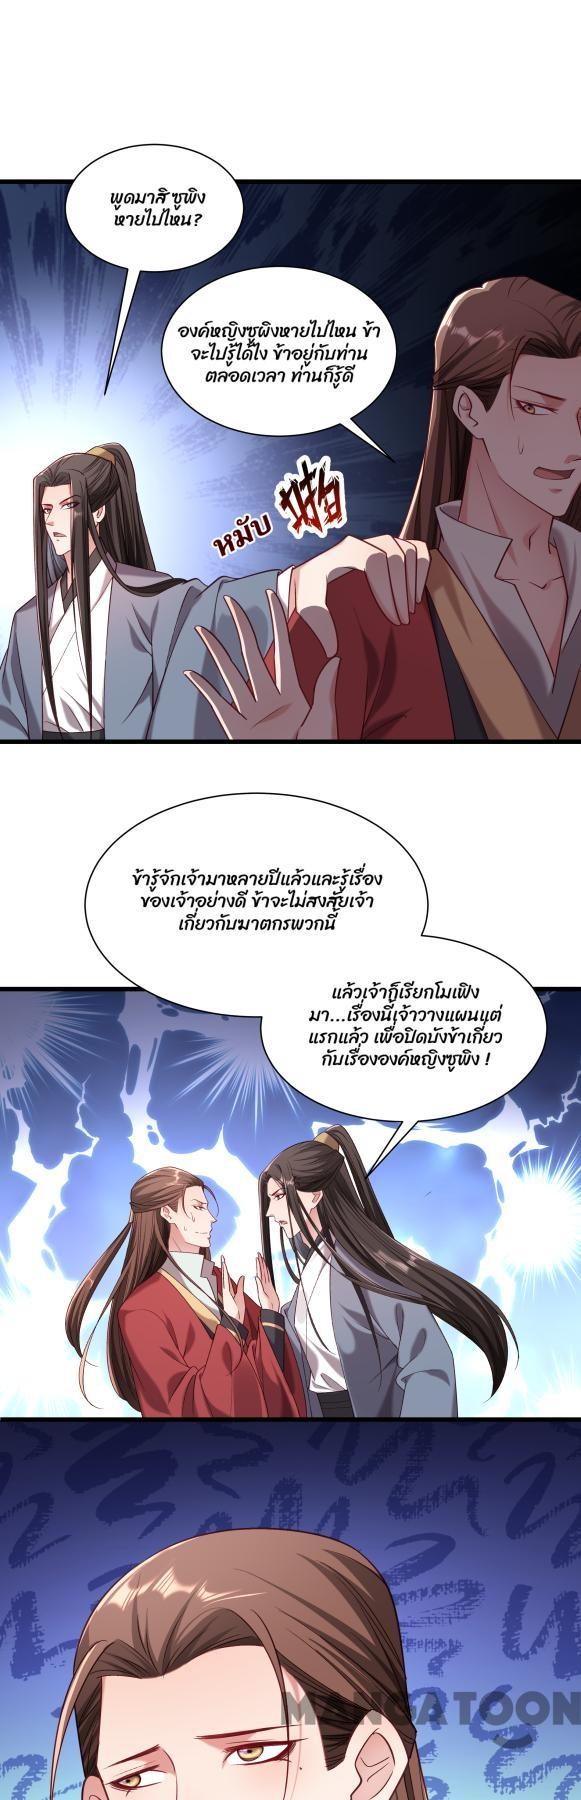 พูดมาสิ ซูพิง
หายไปไหน?
องค์หญิงซูผิงหายไปไหน ข้า
จะไปรู้ได้ไง ข้าอยู่กับท่าน
ตลอดเวลา ท่านก็รู้ดี
หมับ
ข้ารู้จักเจ้ามาหลายปีแล้วและรู้เรื่อง
ของเจ้าอย่างดี ข้าจะไม่สงสัยเจ้า
เกี่ยวกับฆาตกรพวกนี้
แล้วเจ้าก็เรียกโมเฟิง
มา...เรื่องนี้เจ้าวางแผนแต่
แรกแล้ว เพื่อปิดบังข้าเกี่ยว
กับเรื่ององค์หญิงซูพิง !
MANGATOON